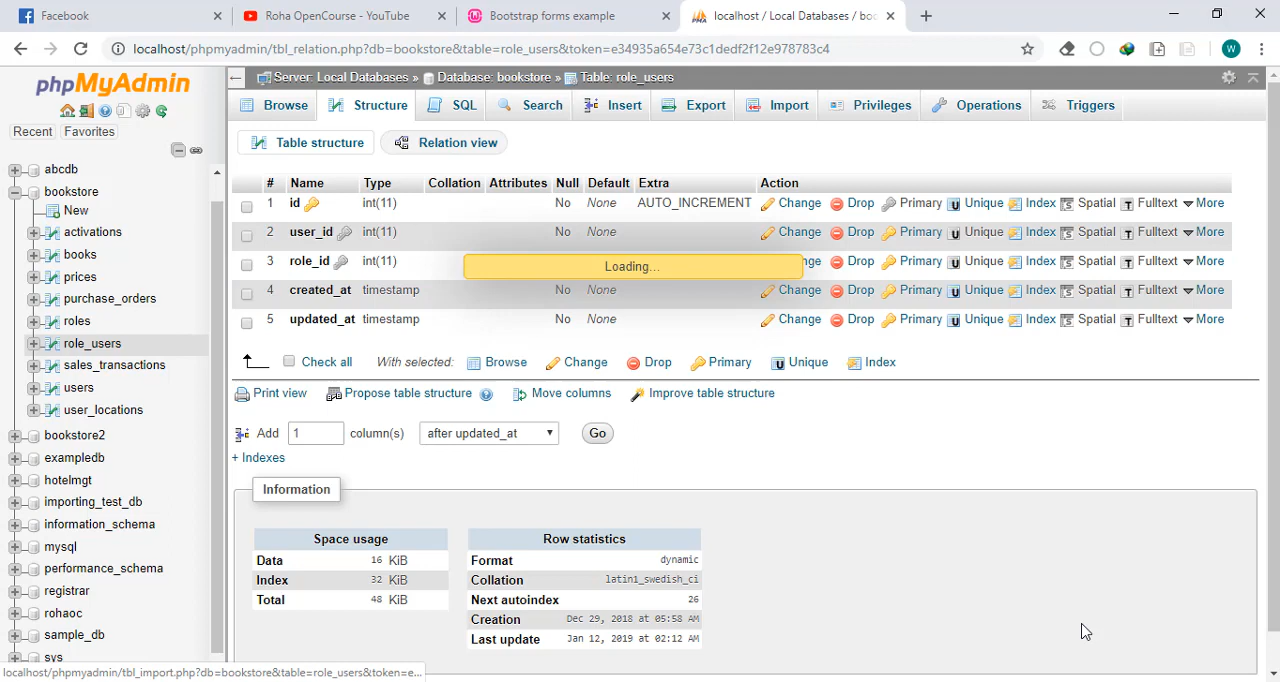 Facebook
Roha OpenCourse - YouTube
Bootstrap forms example
localhost / Local Databases / boo
localhost/phpmyadmin/tbl_relation.php?db=bookstore&table=role_users&token=e34935a654e73c1dedf2f12e978783c4
W
phpMyAdmin
Recent
Favorites
abcdb
bookstore
New
activations
books
prices
purchase_orders
roles
role_users
sales_transactions
users
user_locations
bookstore2
exampledb
hotelmgt
importing_test_db
information_schema
mysql
performance_schema
registrar
rohaoc
sample_db
sys
Server: Local Databases » Database: bookstore » Table: role_users
Browse Structure SQL Search Insert Export Import Privileges Operations Triggers
Table structure Relation view
# Name Type Collation Attributes Null Default Extra Action
1 id int(11) No None AUTO_INCREMENT Change Drop Primary Unique Index Spatial Fulltext More
2 user_id int(11) No None Change Drop Primary Unique Index Spatial Fulltext More
3 role_id int(11) No None Drop Primary Unique Index Spatial Fulltext More
Loading...
4 created_at timestamp No None Change Drop Primary Unique Index Spatial Fulltext More
5 updated_at timestamp No None Change Drop Primary Unique Index Spatial Fulltext More
Check all With selected: Browse Change Drop Primary Unique Index
Print view Propose table structure Move columns Improve table structure
Add 1 column(s) after updated_at Go
+ Indexes
Information
Space usage
Data 16 KiB
Index 32 KiB
Total 48 KiB
Row statistics
Format dynamic
Collation latin1_swedish_ci
Next autoindex 26
Creation Dec 29, 2018 at 05:58 AM
Last update Jan 12, 2019 at 02:12 AM
localhost/phpmyadmin/tbl_import.php?db=bookstore&table=role_users&token=e...